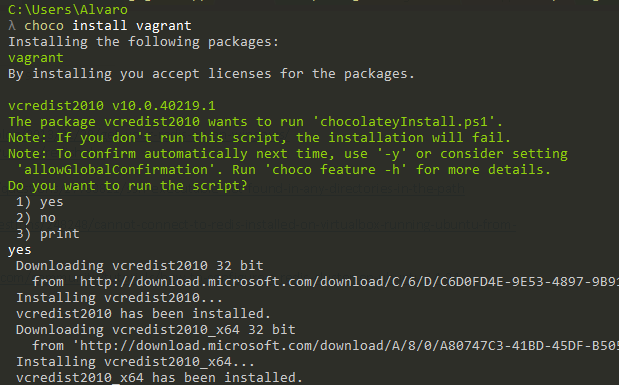 C:\Users\Alvaro
λ choco install vagrant
Installing the following packages:
vagrant
By installing you accept licenses for the packages.
vcredist2010 v10.0.40219.1
The package vcredist2010 wants to run 'chocolateyInstall.ps1'.
Note: If you don't run this script, the installation will fail.
Note: To confirm automatically next time, use '-y' or consider setting
'allowGlobalConfirmation'. Run 'choco feature -h' for more details.
Do you want to run the script?
1) yes
2) no
3) print
yes
Downloading vcredist2010 32 bit
from 'http://download.microsoft.com/download/C/6/D/C6D0FD4E-9E53-4897-9B91
Installing vcredist2010...
vcredist2010 has been installed.
Downloading vcredist2010_x64 32 bit
from 'http://download.microsoft.com/download/A/8/0/A80747C3-41BD-45DF-B505
Installing vcredist2010_x64...
vcredist2010_x64 has been installed.